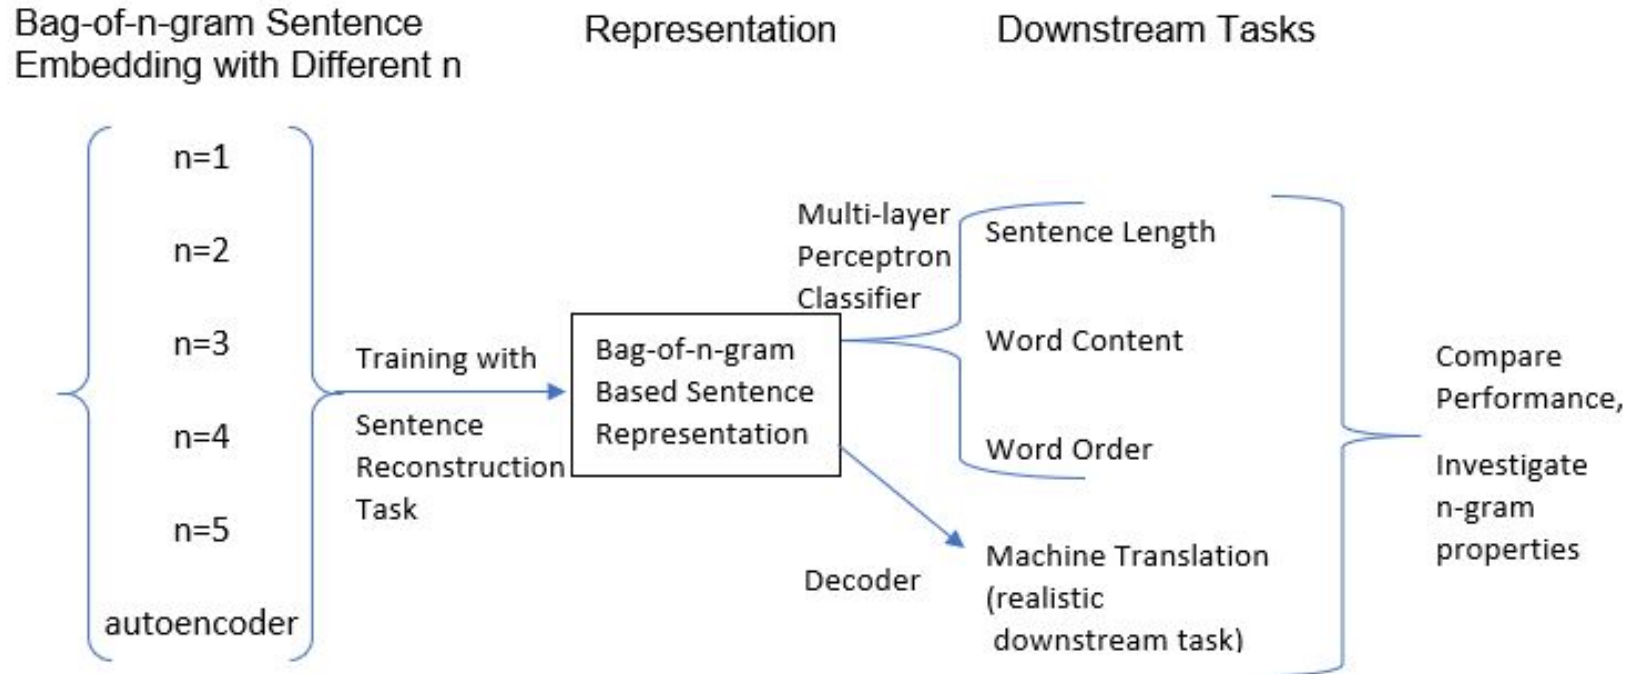 Bag-of-n-gram Sentence
Embedding with Different n
Representation
Downstream Tasks
n=1
n=2
n=3
n=4
n=5
autoencoder
Training with
Sentence
Reconstruction
Task
Bag-of-n-gram
Based Sentence
Representation
Multi-layer
Perceptron
Classifier
Decoder
Sentence Length
Word Content
Word Order
Machine Translation
(realistic
downstream task)
Compare
Performance,
Investigate
n-gram
properties